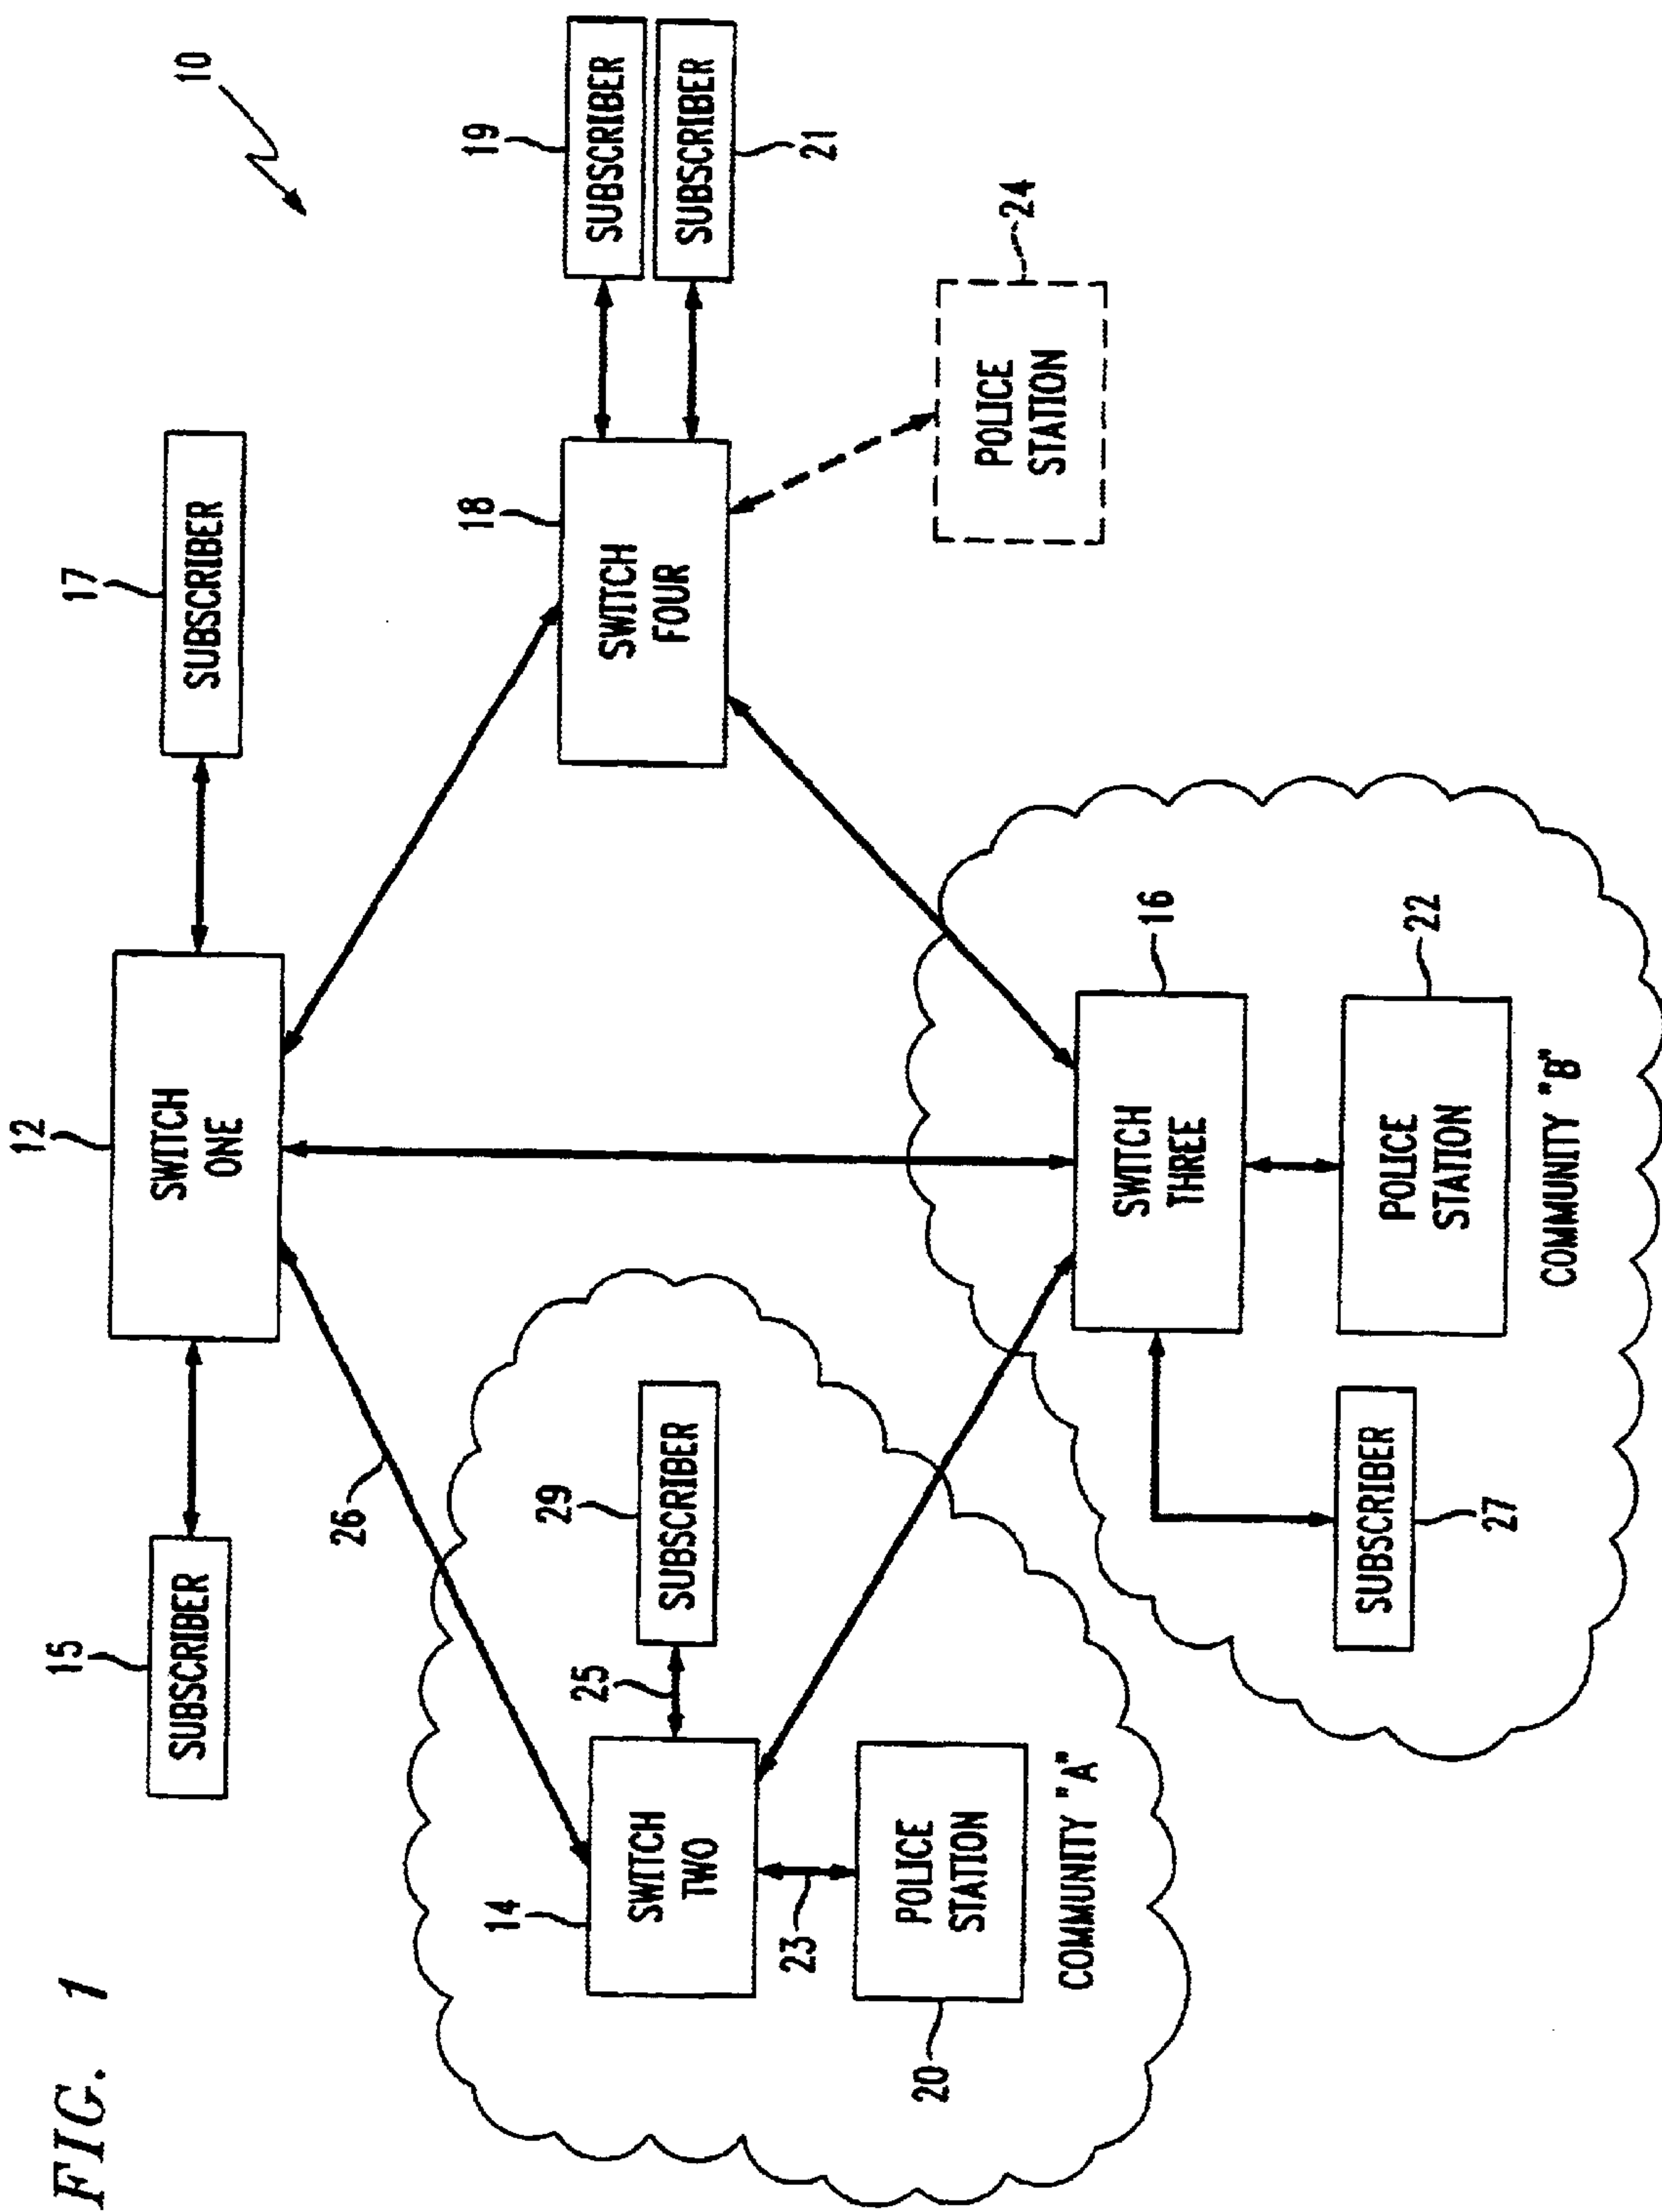 FIG. 1
10
12
SWITCH
ONE
15
SUBSCRIBER
17
SUBSCRIBER
18
SWITCH
FOUR
19
SUBSCRIBER
SUBSCRIBER
21
POLICE
STATION
24
26
14
SWITCH
TWO
25
29
SUBSCRIBER
23
POLICE
STATION
20
COMMUNITY "A"
SWITCH
THREE
16
POLICE
STATION
22
SUBSCRIBER
27
COMMUNITY "B"